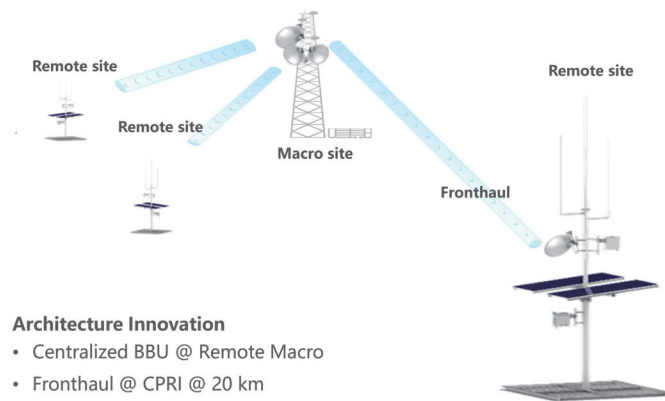 Remote site
Remote site
Remote site
Macro site
Fronthaul
Architecture Innovation
• Centralized BBU @ Remote Macro
• Fronthaul @ CPRI @ 20 km